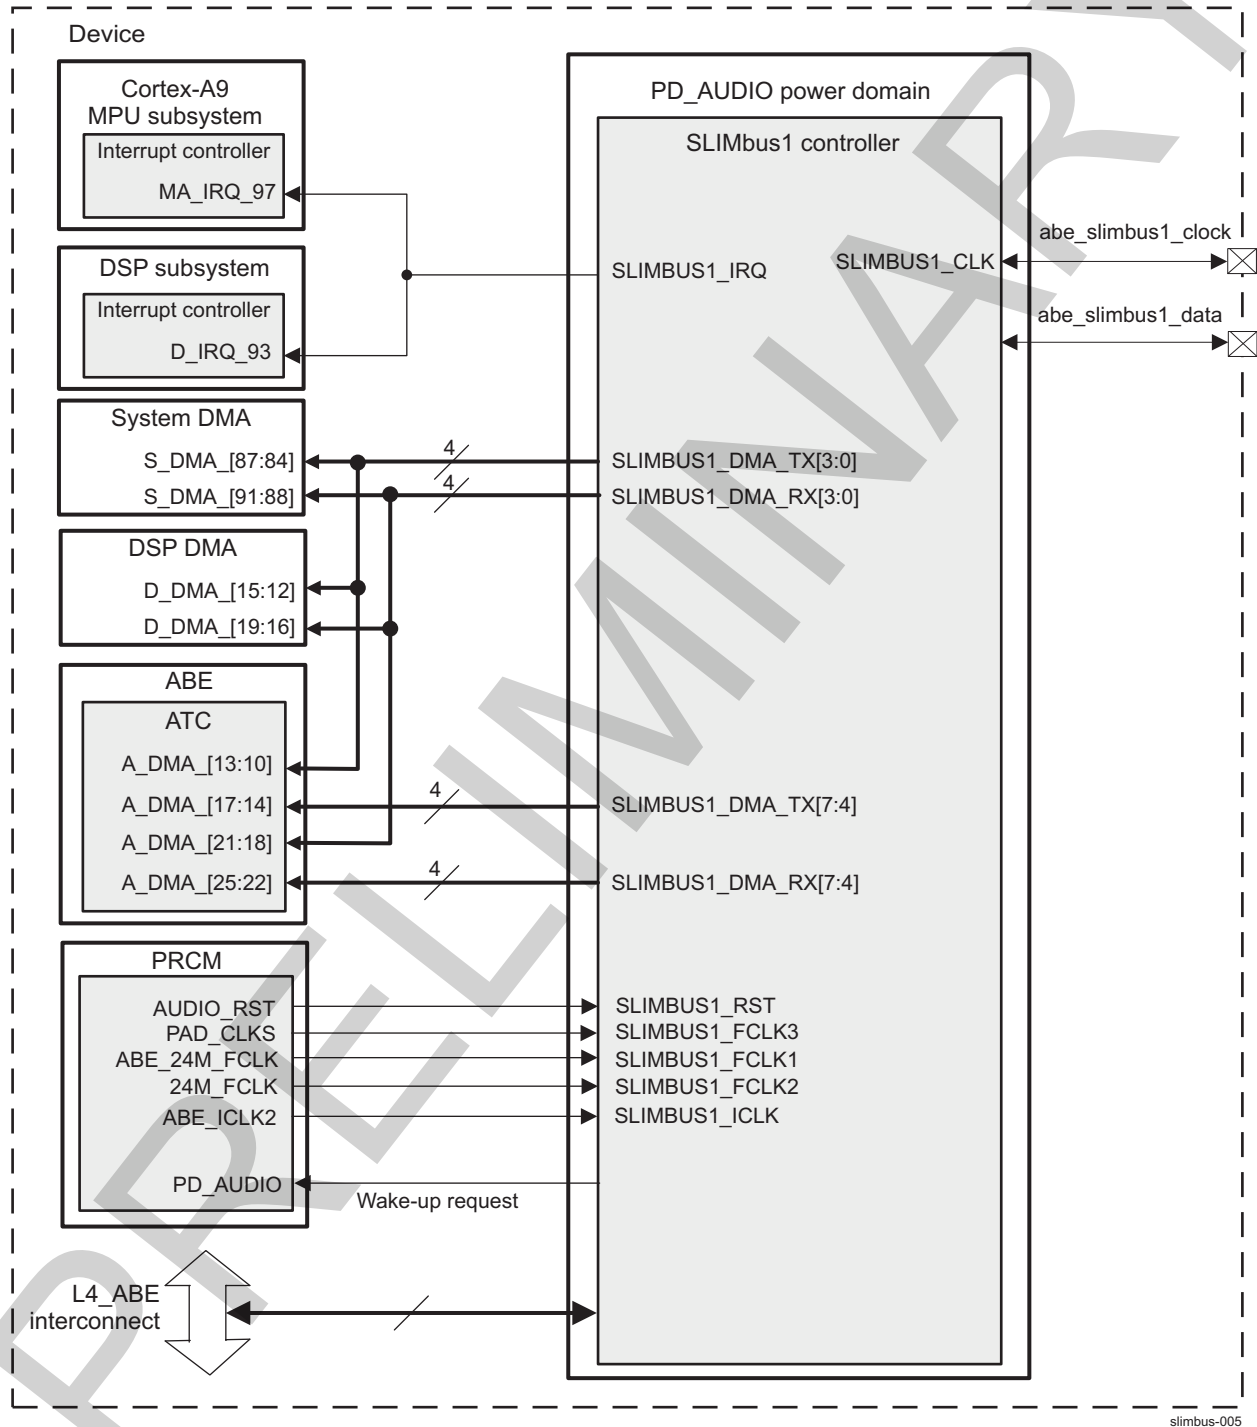 Device
Cortex-A9
MPU subsystem
Interrupt controller
MA_IRQ_97
DSP subsystem
Interrupt controller
D_IRQ_93
System DMA
S_DMA_[87:84]
S_DMA_[91:88]
DSP DMA
D_DMA_[15:12]
D_DMA_[19:16]
ABE
ATC
A_DMA_[13:10]
A_DMA_[17:14]
A_DMA_[21:18]
A_DMA_[25:22]
PRCM
AUDIO_RST
PAD_CLKS
ABE_24M_FCLK
24M_FCLK
ABE_ICLK2
PD_AUDIO
Wake-up request
L4_ABE
interconnect
4
4
4
4
PD_AUDIO power domain
SLIMbus1 controller
SLIMBUS1_IRQ
SLIMBUS1_CLK
SLIMBUS1_DMA_TX[3:0]
SLIMBUS1_DMA_RX[3:0]
SLIMBUS1_DMA_TX[7:4]
SLIMBUS1_DMA_RX[7:4]
SLIMBUS1_RST
SLIMBUS1_FCLK3
SLIMBUS1_FCLK1
SLIMBUS1_FCLK2
SLIMBUS1_ICLK
abe_slimbus1_clock
abe_slimbus1_data
PRELIMINARY
slimbus-005